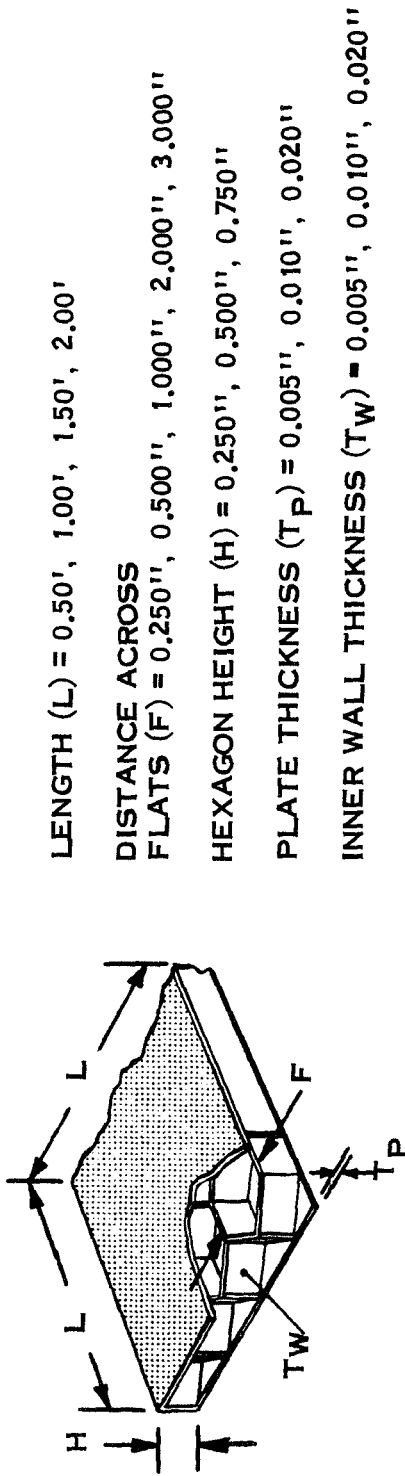 LENGTH (L) = 0.50', 1.00', 1.50', 2.00'
DISTANCE ACROSS
FLATS (F) = 0.250'', 0.500'', 1.000'', 2.000'', 3.000''
HEXAGON HEIGHT (H) = 0.250'', 0.500'', 0.750''
PLATE THICKNESS (TP) = 0.005'', 0.010'', 0.020''
INNER WALL THICKNESS (TW) = 0.005'', 0.010'', 0.020''
H
L
L
F
TW
TP